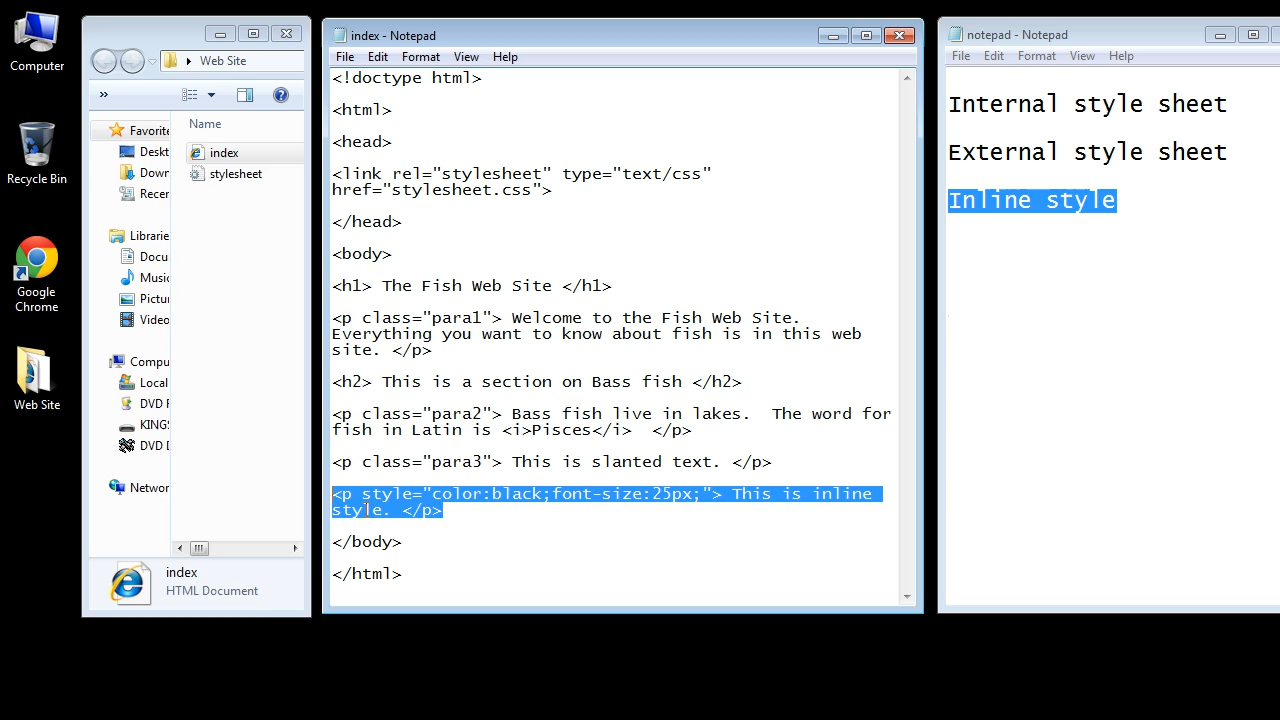 Computer
Recycle Bin
Google
Chrome
Web Site
Web Site
»
Name
Favorite
Deskt
Down
Recer
Librarie
Docu
Music
Pictur
Video
Compu
Local
DVD F
KINGS
DVD D
Networ
index
stylesheet
index
HTML Document
index - Notepad
File Edit Format View Help
<!doctype html>
<html>
<head>
<link rel="stylesheet" type="text/css"
href="stylesheet.css">
</head>
<body>
<h1> The Fish Web Site </h1>
<p class="para1"> Welcome to the Fish Web Site.
Everything you want to know about fish is in this web
site. </p>
<h2> This is a section on Bass fish </h2>
<p class="para2"> Bass fish live in lakes.  The word for
fish in Latin is <i>Pisces</i>  </p>
<p class="para3"> This is slanted text. </p>
<p style="color:black;font-size:25px;"> This is inline
style. </p>
</body>
</html>
notepad - Notepad
File Edit Format View Help
Internal style sheet
External style sheet
Inline style